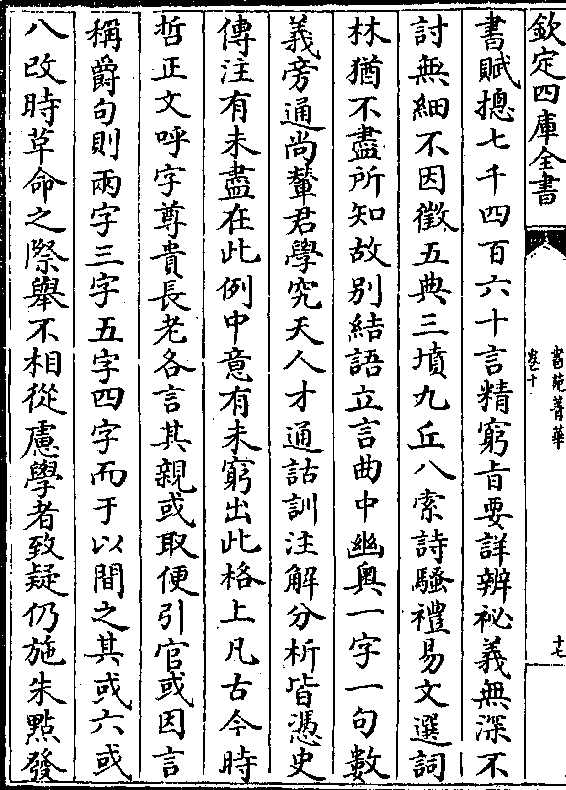 欽定四庫全書
書苑菁華
卷十
十七
書賦揔七千四百六十言精窮旨要詳辨祕義無深不
討無細不因徵五典三墳九丘八索詩騷禮易文選詞
林猶不盡所知故别結語立言曲中幽奧一字一句數
義旁通尚輦君學究天人才通詁訓注解分析皆憑史
傳注有未盡在此例中意有未窮出此格上凡古今時
哲正文呼字尊貴長老各言其親或取便引官或因言
稱爵句則兩字三字五字四字而于以間之其或六或
八改時草命之際舉不相從慮學者致疑仍施朱點發